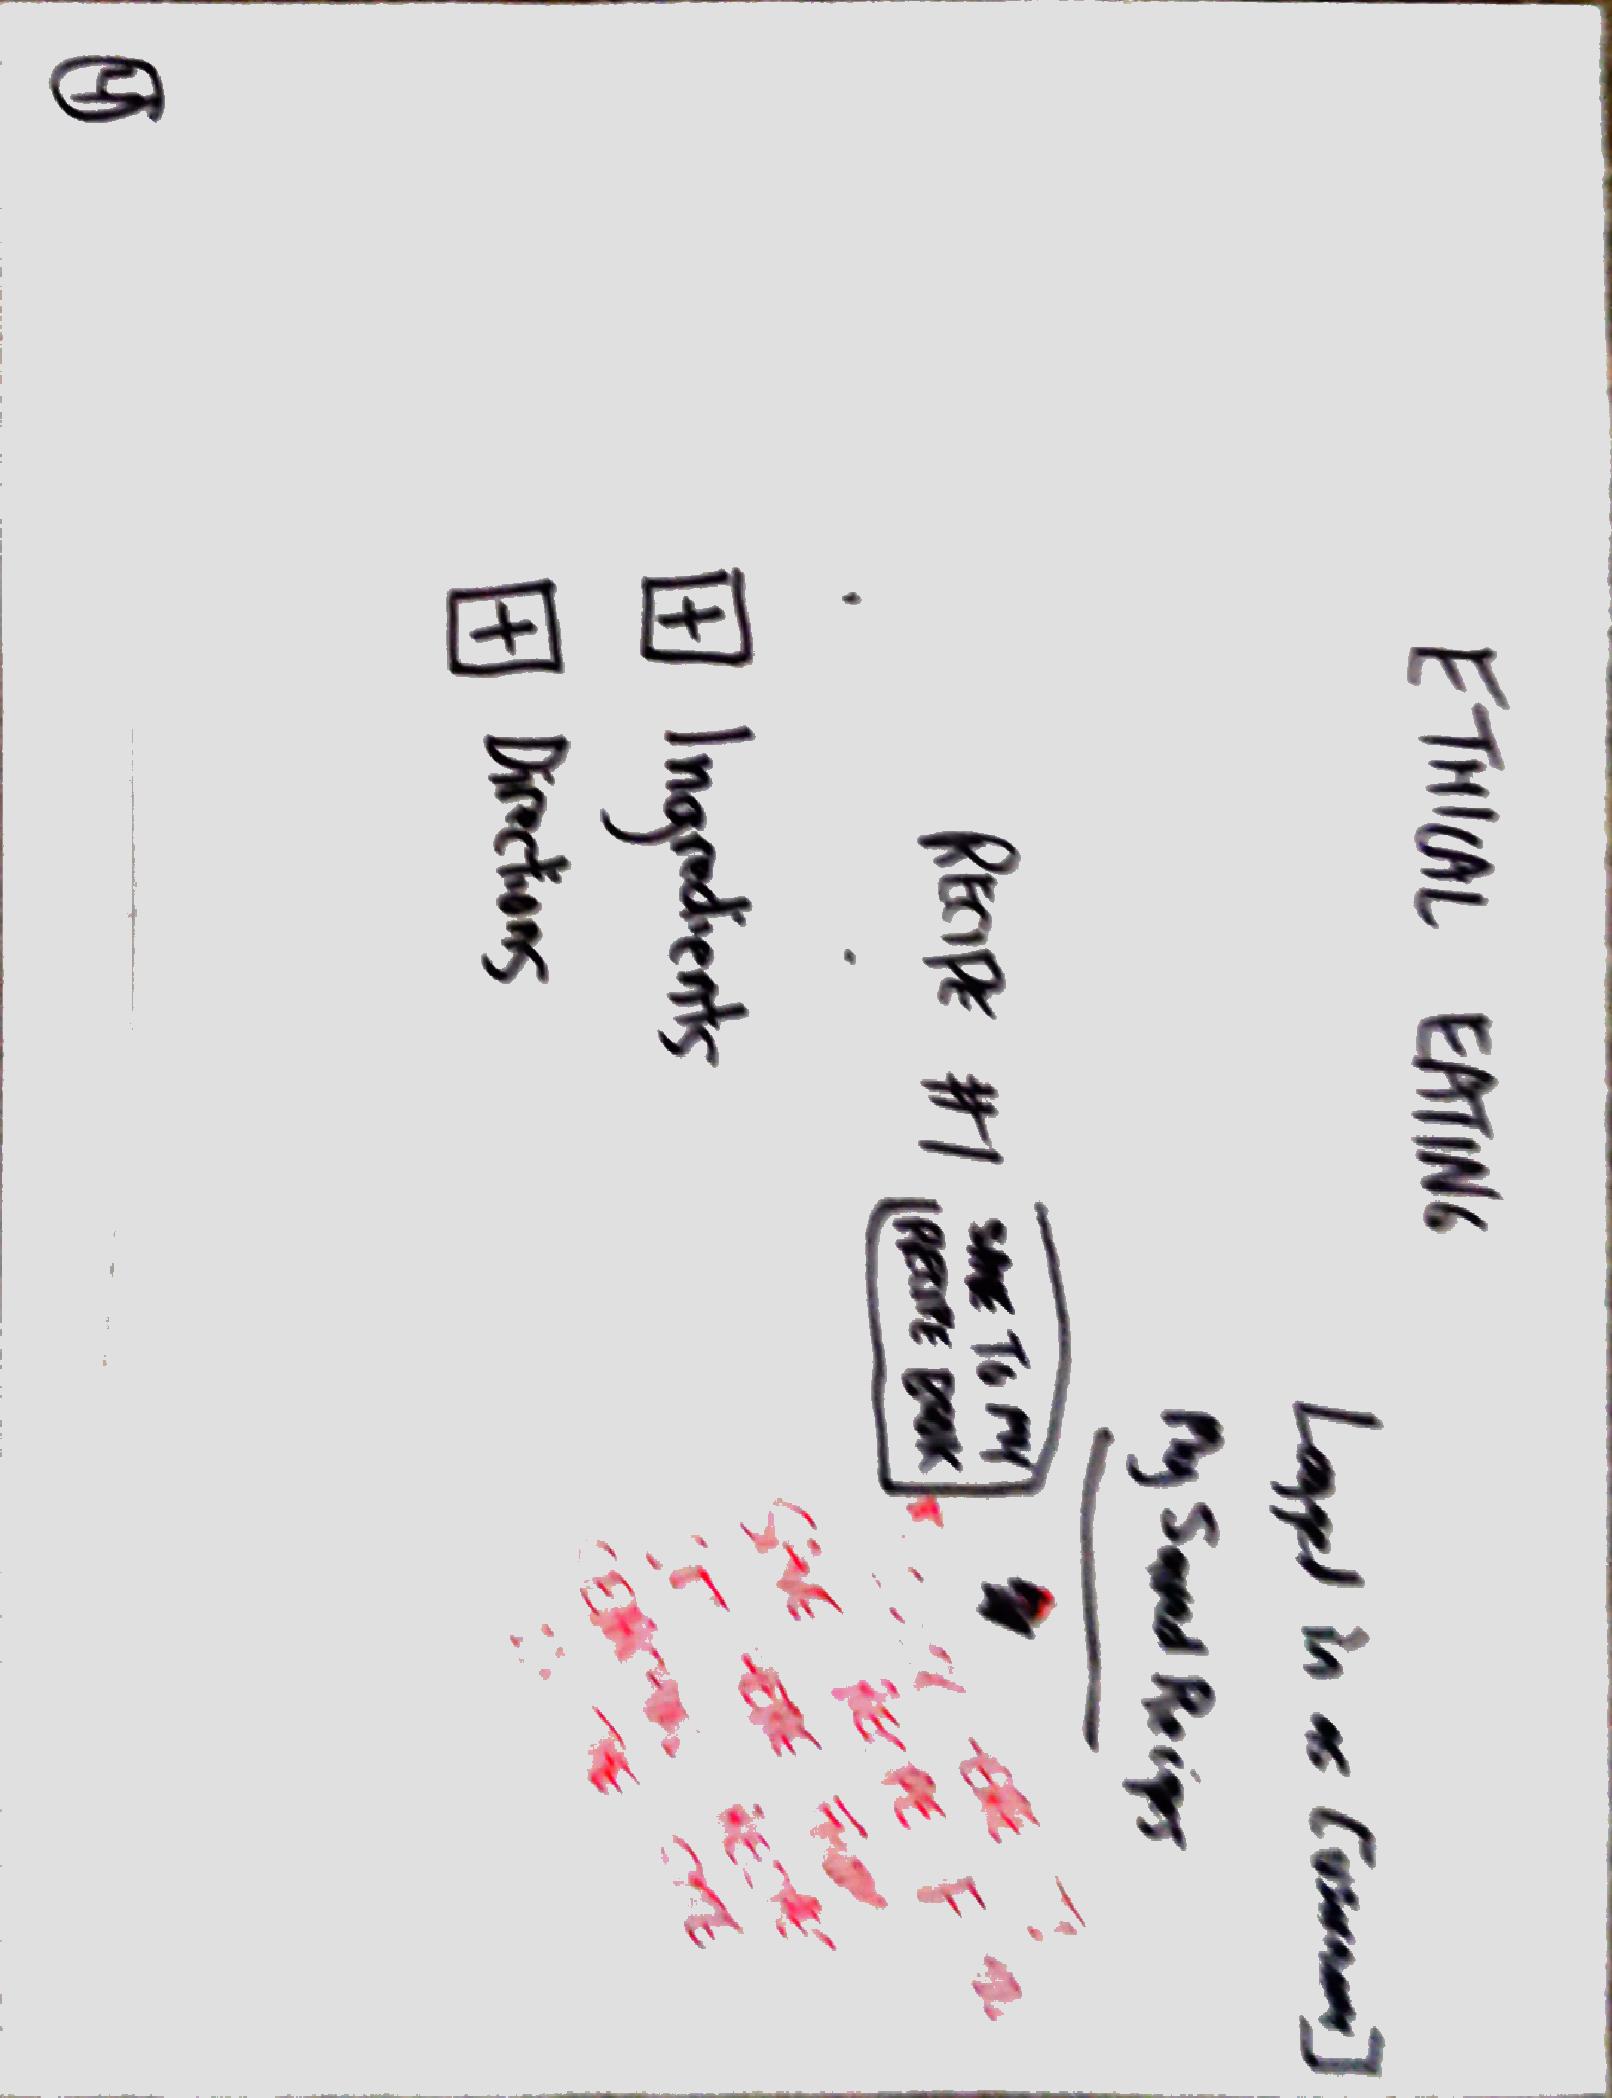 ETHICAL EATING
Logged in as [username]
My Saved Recipes
RECIPE #1
SAVE TO MY
RECIPE BOOK
+ Ingredients
+ Directions
4